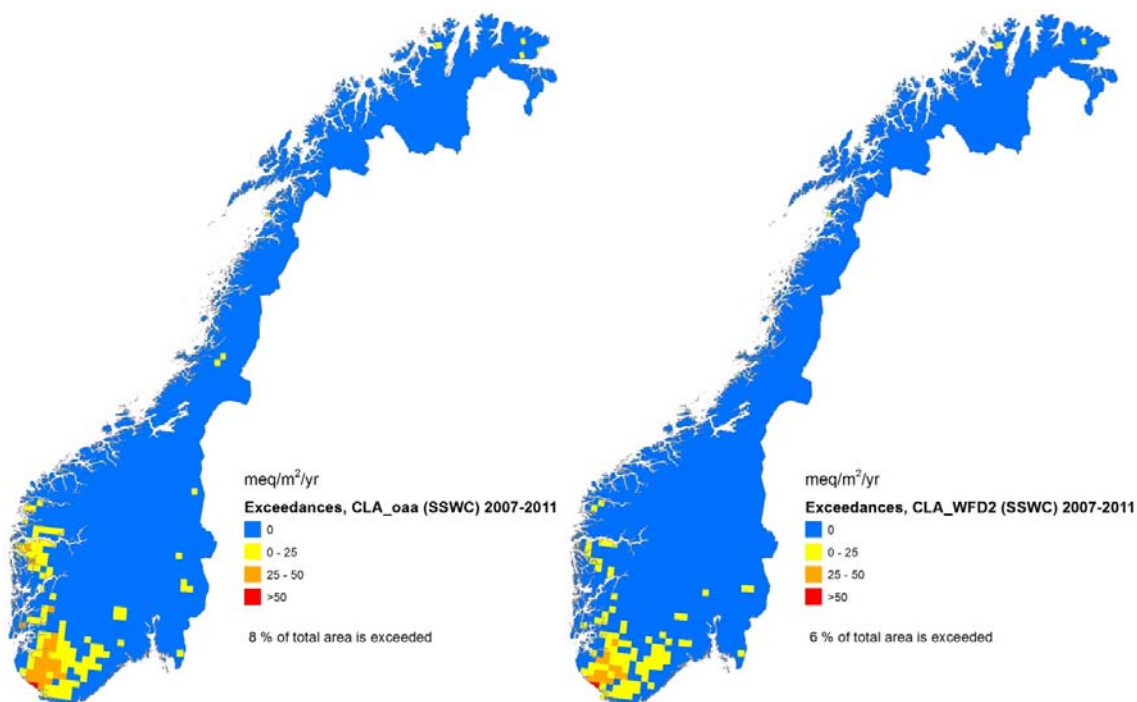 meq/m²/yr
Exceedances, CLA_oaa (SSWC) 2007-2011
0
0 - 25
25 - 50
>50
8 % of total area is exceeded
meq/m²/yr
Exceedances, CLA_WFD2 (SSWC) 2007-2011
0
0 - 25
25 - 50
>50
6 % of total area is exceeded